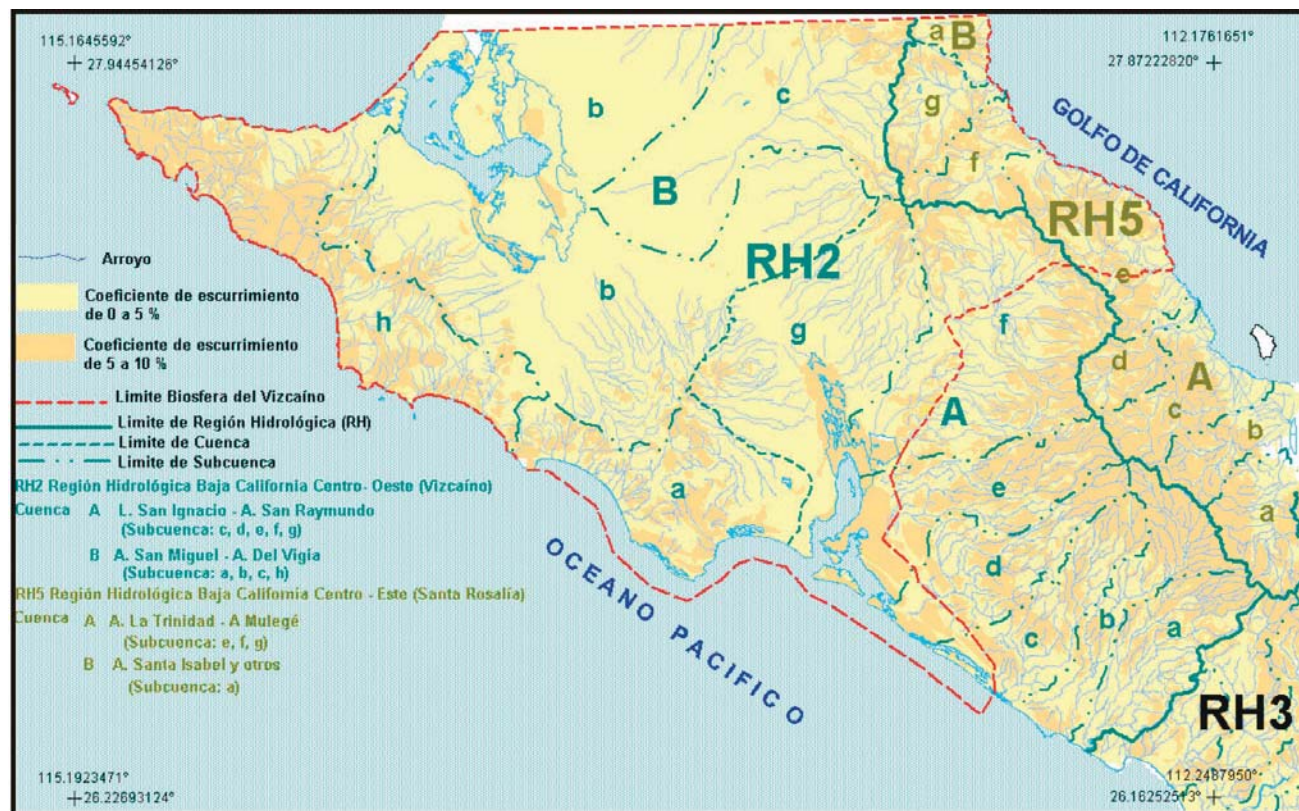 115.1645592°
27.94454126°
112.1761651°
27.87222820°
a B
g
f
b
c
B
RH2
b
h
g
a
GOLFO DE CALIFORNIA
RH5
e
f
d
A
c
b
a
A
e
d
c
b
a
RH3
OCEANO PACIFICO
Arroyo
Coeficiente de escurrimiento
de 0 a 5 %
Coeficiente de escurrimiento
de 5 a 10 %
Limite Biosfera del Vizcaíno
Limite de Región Hidrológica (RH)
Limite de Cuenca
Limite de Subcuenca
RH2 Región Hidrológica Baja California Centro- Oeste (Vizcaíno)
Cuenca A L. San Ignacio - A. San Raymundo
(Subcuenca: c, d, e, f, g)
B A. San Miguel - A. Del Vigía
(Subcuenca: a, b, c, h)
RH5 Región Hidrológica Baja California Centro - Este (Santa Rosalía)
Cuenca A A. La Trinidad - A Mulegé
(Subcuenca: e, f, g)
B A. Santa Isabel y otros
(Subcuenca: a)
115.1923471°
26.22693124°
112.2487950°
26.16252513°